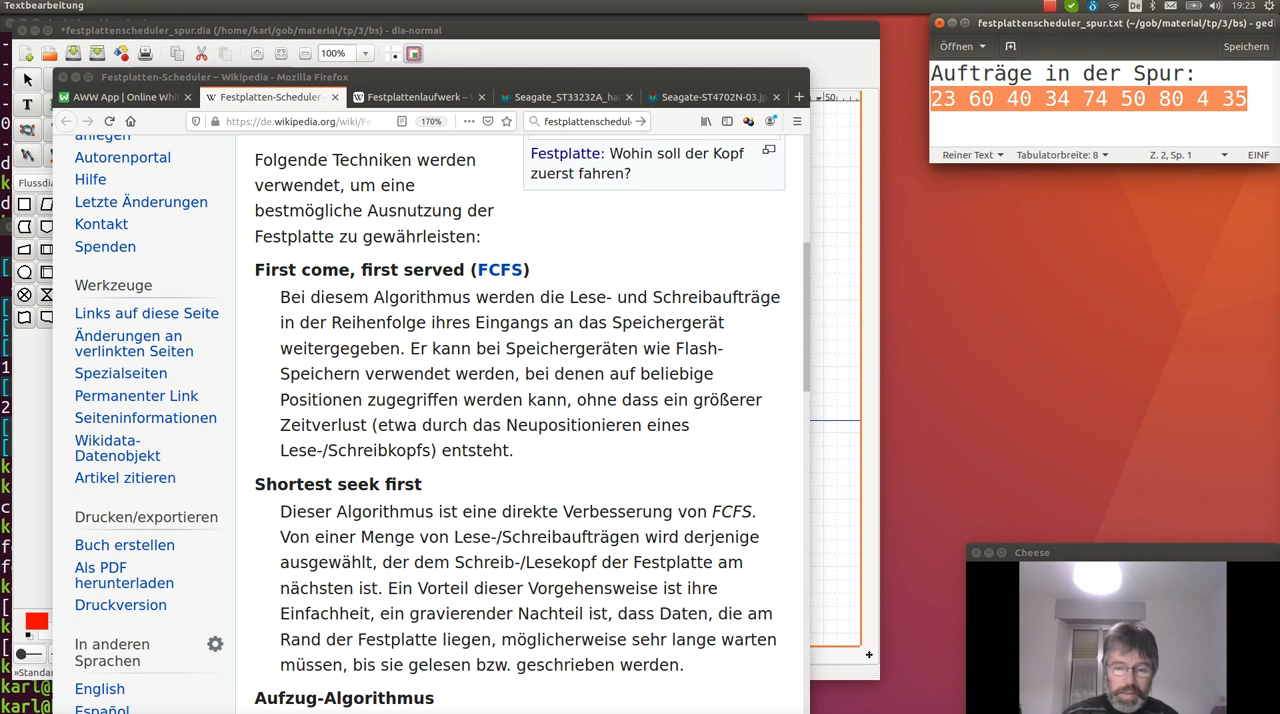 Textbearbeitung
De
19:23
*festplattenscheduler_spur.dia (/home/karl/gob/material/tp/3/bs) - dia-normal
festplattenscheduler_spur.txt (~/gob/material/tp/3/bs) - ged
Öffnen
Speichern
Aufträge in der Spur:
23 60 40 34 74 50 80 4 35
Reiner Text
Tabulatorbreite: 8
Z. 2, Sp. 1
EINF
100%
Festplatten-Scheduler – Wikipedia - Mozilla Firefox
AWW App | Online Whit
Festplatten-Scheduler –
Festplattenlaufwerk –
Seagate_ST33232A_ha
Seagate-ST4702N-03.jp
50
https://de.wikipedia.org/wiki/Fe
170%
festplattenschedul
T
Flussdia
»Standar
karl@
karl@
anlegen
Autorenportal
Hilfe
Letzte Änderungen
Kontakt
Spenden
Werkzeuge
Links auf diese Seite
Änderungen an
verlinkten Seiten
Spezialseiten
Permanenter Link
Seiteninformationen
Wikidata-
Datenobjekt
Artikel zitieren
Drucken/exportieren
Buch erstellen
Als PDF
herunterladen
Druckversion
In anderen
Sprachen
English
Español
Folgende Techniken werden
verwendet, um eine
bestmögliche Ausnutzung der
Festplatte zu gewährleisten:
Festplatte: Wohin soll der Kopf
zuerst fahren?
First come, first served (FCFS)
Bei diesem Algorithmus werden die Lese- und Schreibaufträge
in der Reihenfolge ihres Eingangs an das Speichergerät
weitergegeben. Er kann bei Speichergeräten wie Flash-
Speichern verwendet werden, bei denen auf beliebige
Positionen zugegriffen werden kann, ohne dass ein größerer
Zeitverlust (etwa durch das Neupositionieren eines
Lese-/Schreibkopfs) entsteht.
Shortest seek first
Dieser Algorithmus ist eine direkte Verbesserung von FCFS.
Von einer Menge von Lese-/Schreibaufträgen wird derjenige
ausgewählt, der dem Schreib-/Lesekopf der Festplatte am
nächsten ist. Ein Vorteil dieser Vorgehensweise ist ihre
Einfachheit, ein gravierender Nachteil ist, dass Daten, die am
Rand der Festplatte liegen, möglicherweise sehr lange warten
müssen, bis sie gelesen bzw. geschrieben werden.
Aufzug-Algorithmus
Cheese